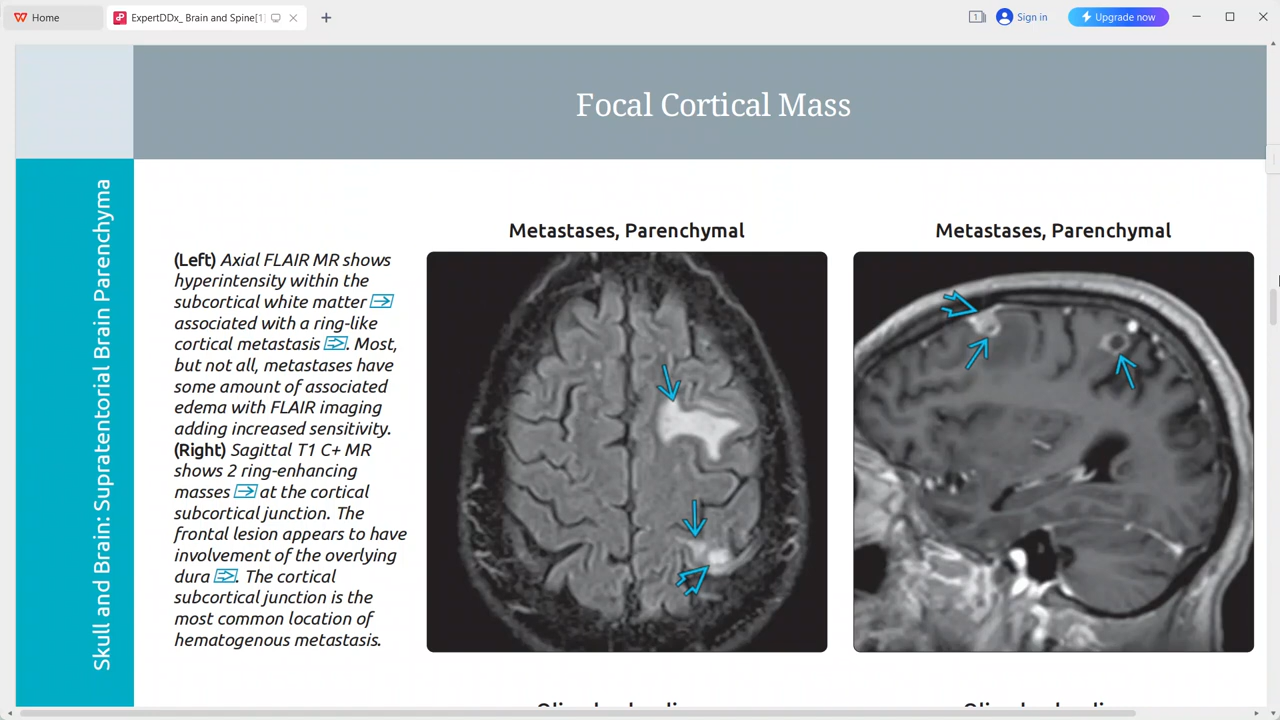 Home
ExpertDDx_ Brain and Spine[1]
1
Sign in
Upgrade now
Focal Cortical Mass
Skull and Brain: Supratentorial Brain Parenchyma
Metastases, Parenchymal
Metastases, Parenchymal
(Left) Axial FLAIR MR shows
hyperintensity within the
subcortical white matter
associated with a ring-like
cortical metastasis . Most,
but not all, metastases have
some amount of associated
edema with FLAIR imaging
adding increased sensitivity.
(Right) Sagittal T1 C+ MR
shows 2 ring-enhancing
masses at the cortical
subcortical junction. The
frontal lesion appears to have
involvement of the overlying
dura . The cortical
subcortical junction is the
most common location of
hematogenous metastasis.